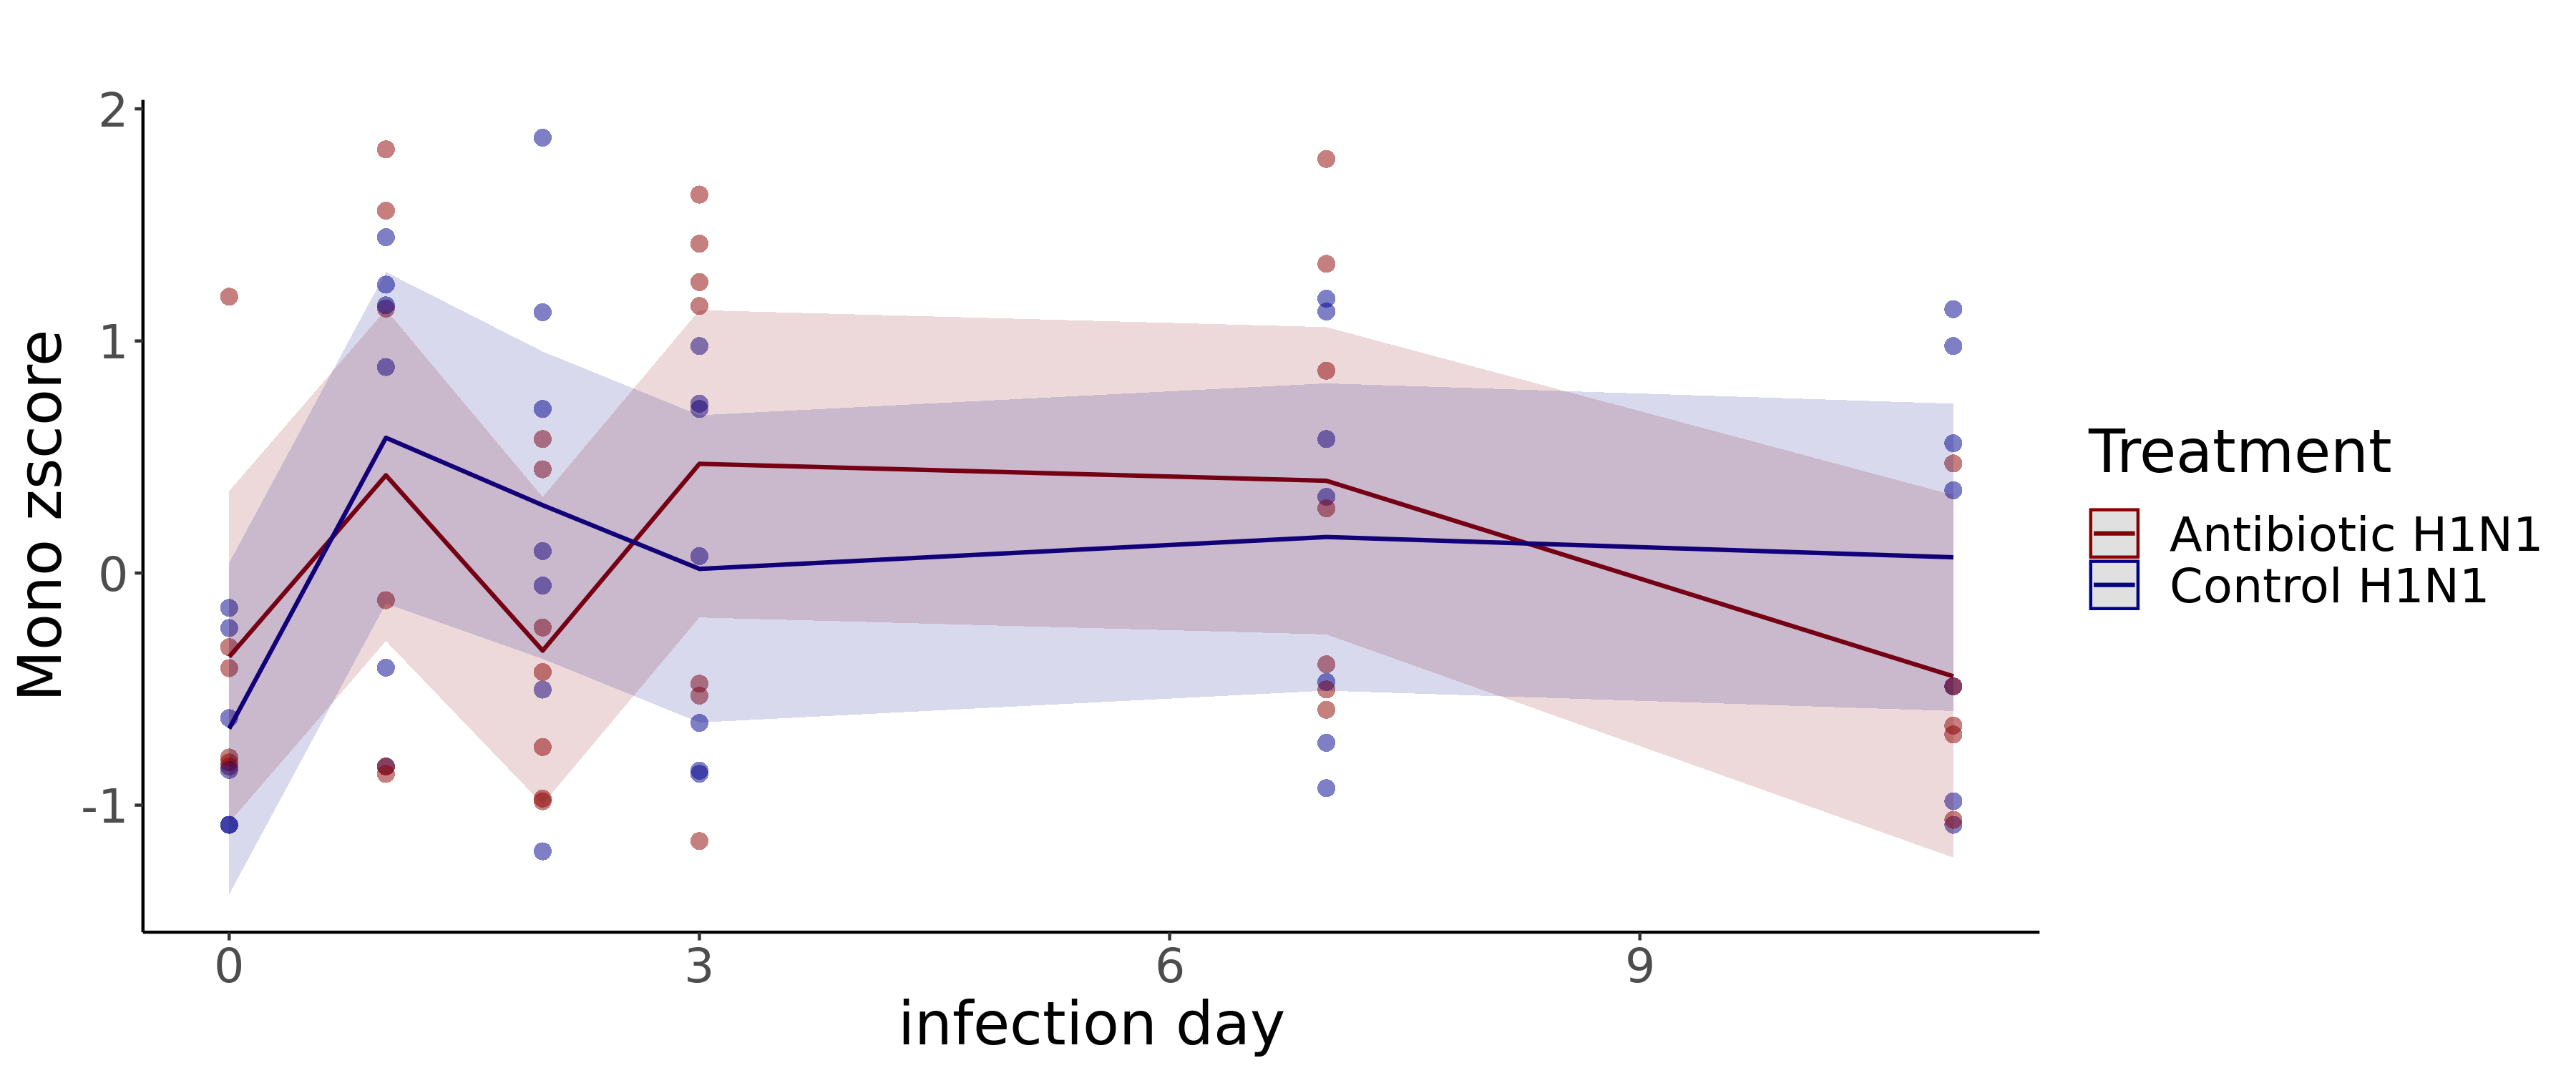 2
1
0
-1
Mono zscore
0
3
6
9
infection day
Treatment
Antibiotic H1N1
Control H1N1